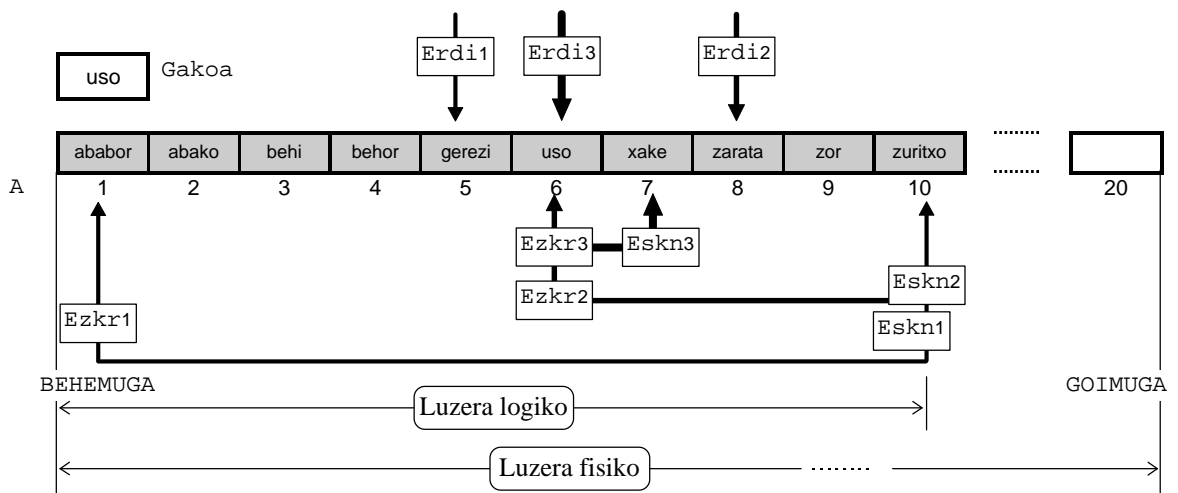 Erdi1 Erdi3 Erdi2
uso Gakoa
ababor abako behi behor gerezi uso xake zarata zor zuritxo
A 1 2 3 4 5 6 7 8 9 10 20
Ezkr3 Eskn3
Ezkr2 Eskn2
Ezkr1 Eskn1
BEHEMUGA GOIMUGA
Luzera logiko
Luzera fisiko